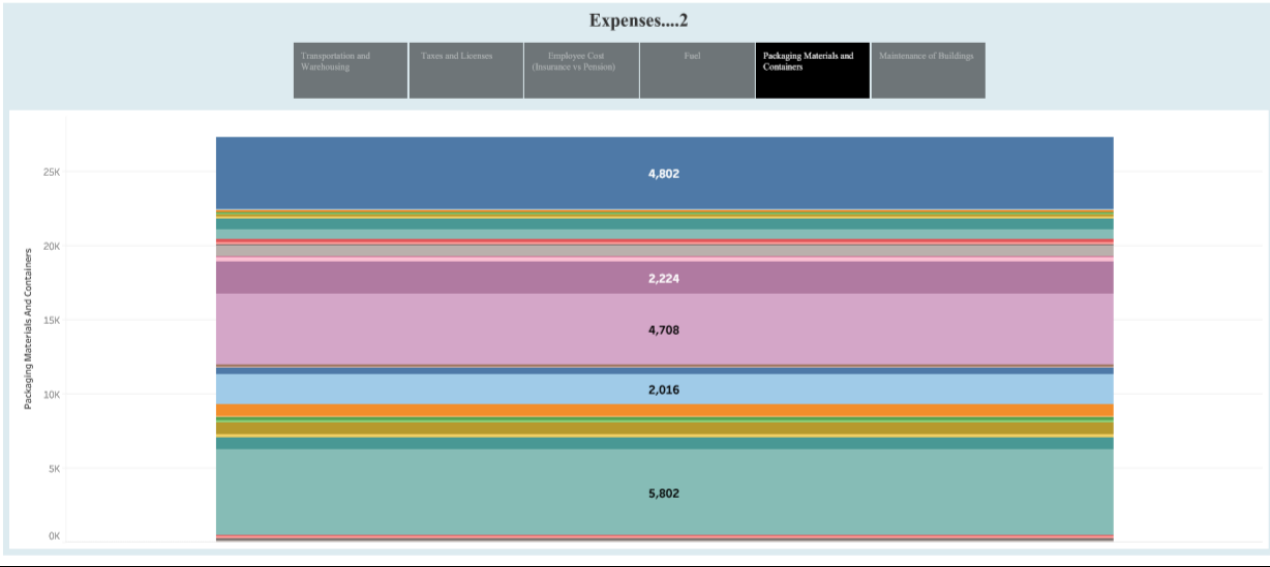 Expenses....2
Transportation and
Warehousing
Taxes and Licenses
Employee Cost
(Insurance vs Pension)
Fuel
Packaging Materials and
Containers
Maintenance of Buildings
Packaging Materials And Containers
25K
20K
15K
10K
5K
0K
4,802
2,224
4,708
2,016
5,802